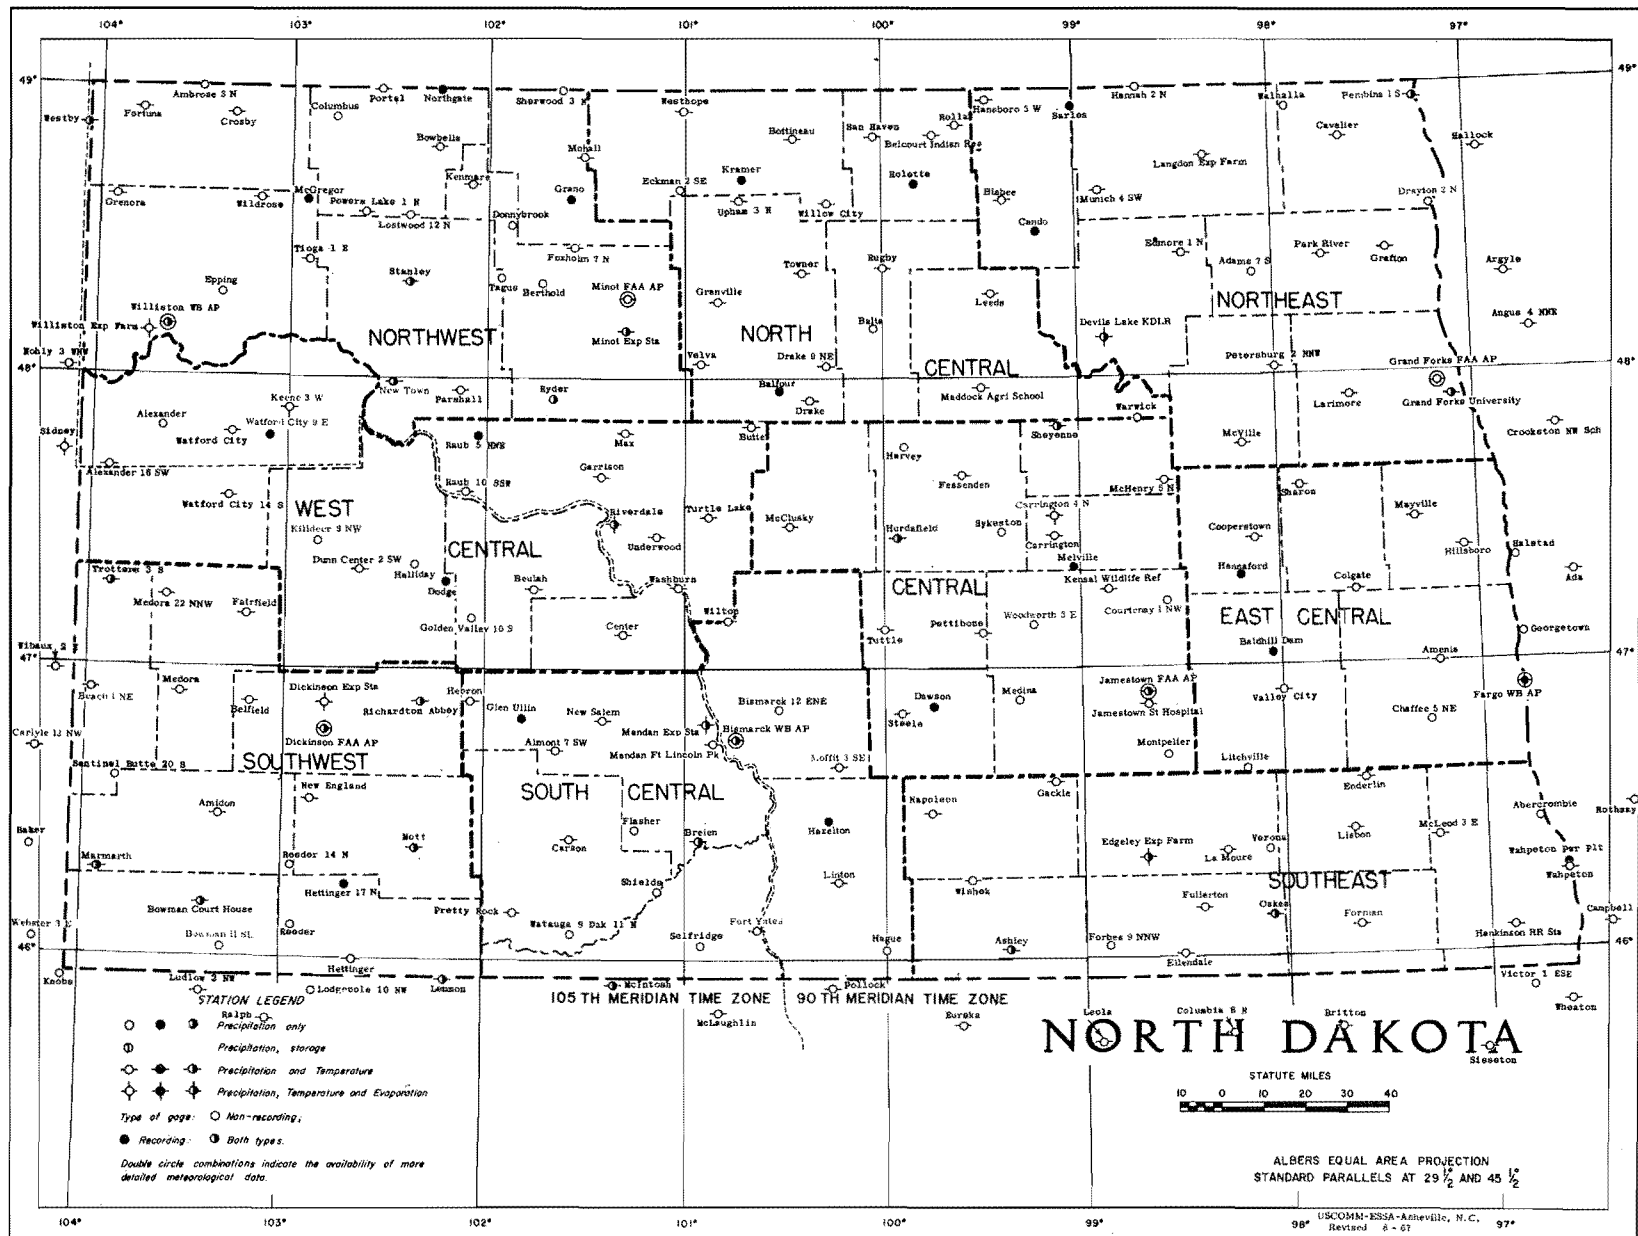 104° 103° 102° 101° 100° 99° 98° 97°
49° 49°
Ambrose 3 N
Fortuna
Crosby
Columbus
Portal
Northgate
Sherwood 3 N
Westhope
Bottineau
San Haven
Rolla
Belcourt Indian Res
Hansboro 3 W
Sarles
Hannah 2 N
Walhalla
Pembina 1 S
Cavalier
Hallock
Westby
Bowbells
Mohall
Kenmare
Langdon Exp Farm
Grenora
Wildrose
McGregor
Powers Lake 1 N
Lostwood 12 N
Donnybrook
Grano
Eckman 2 SE
Kramer
Upham 3 N
Willow City
Rolette
Bisbee
Cando
Munich 4 SW
Drayton 2 N
Tioga 1 E
Foxholm 7 N
Edmore 1 N
Adams 7 S
Park River
Grafton
Argyle
Epping
Stanley
Tagus
Berthold
Minot FAA AP
Granville
Towner
Rugby
Leeds
NORTHEAST
Williston WB AP
Williston Exp Farm
NORTHWEST
Minot Exp Sta
NORTH
Balta
Devils Lake KDLR
Angus 4 NNE
Nohly 3 WNW
Velva
Drake 9 NE
CENTRAL
Petersburg 2 NNW
Grand Forks FAA AP
48° 48°
New Town
Parshall
Ryder
Balfour
Drake
Maddock Agri School
Warwick
Larimore
Grand Forks University
Keene 3 W
Alexander
Watford City
Watford City 9 E
Sidney
Alexander 16 SW
Raub 5 NNE
Max
Butte
Harvey
Sheyenne
McVille
Crookston NW Sch
Garrison
Raub 10 SSW
Fessenden
McHenry 5 N
Sharon
Watford City 14 S
WEST
Killdeer 9 NW
CENTRAL
Riverdale
Turtle Lake
McClusky
Underwood
Hurdsfield
Sykeston
Carrington 4 N
Carrington
Melville
Cooperstown
Mayville
Hillsboro
Halstad
Ada
Trotters 3 S
Medora 22 NNW
Fairfield
Dunn Center 2 SW
Halliday
Dodge
Beulah
Washburn
CENTRAL
Kensal Wildlife Ref
Hannaford
Colgate
Golden Valley 10 S
Center
Wilton
Tuttle
Pettibone
Woodworth 3 E
Courtenay 1 NW
EAST CENTRAL
Baldhill Dam
Georgetown
47° 47°
Beach 1 NE
Medora
Belfield
Dickinson Exp Sta
Richardton Abbey
Hebron
Glen Ullin
New Salem
Bismarck 12 ENE
Dawson
Steele
Medina
Jamestown FAA AP
Jamestown St Hospital
Valley City
Amenia
Chaffee 5 NE
Fargo WB AP
Carlyle 13 NW
Dickinson FAA AP
Almont 7 SW
Mandan Exp Sta
Mandan Ft Lincoln Pk
Bismarck WB AP
Moffit 3 SE
Montpelier
Litchville
Sentinel Butte 20 S
SOUTHWEST
New England
Amidon
SOUTH CENTRAL
Napoleon
Gackle
Enderlin
Abercrombie
Rothsay
Baker
Marmarth
Reeder 14 N
Mott
Carson
Flasher
Breien
Hazelton
Edgeley Exp Farm
La Moure
Verona
Lisbon
McLeod 3 E
Wahpeton Pwr Plt
Wahpeton
Hettinger 17 N
Shields
Linton
Wishek
SOUTHEAST
Bowman Court House
Pretty Rock
Fullerton
Oakes
Forman
Campbell
Webster 3 E
Reeder
Watauga 9 Dak 11 N
Selfridge
Fort Yates
Hague
Ashley
Forbes 9 NNW
Ellendale
Hankinson RR Sta
46° 46°
Knobs
Ludlow 3 NW
Hettinger
Lodgepole 10 NW
Lemmon
McIntosh
Pollock
Victor 1 ESE
Wheaton
105 TH MERIDIAN TIME ZONE 90 TH MERIDIAN TIME ZONE
Ralph
McLaughlin
Eureka
Leola
Columbia 8 N
Britton
Sisseton
NORTH DAKOTA
STATION LEGEND
Precipitation only
Precipitation, storage
Precipitation and Temperature
Precipitation, Temperature and Evaporation
Type of gage: Non-recording;
Recording: Both types.
Double circle combinations indicate the availability of more
detailed meteorological data.
STATUTE MILES
10 0 10 20 30 40
ALBERS EQUAL AREA PROJECTION
STANDARD PARALLELS AT 29 1/2° AND 45 1/2°
104° 103° 102° 101° 100° 99° 98° 97°
USCOMM-ESSA-Asheville, N.C.
Revised 8 - 67